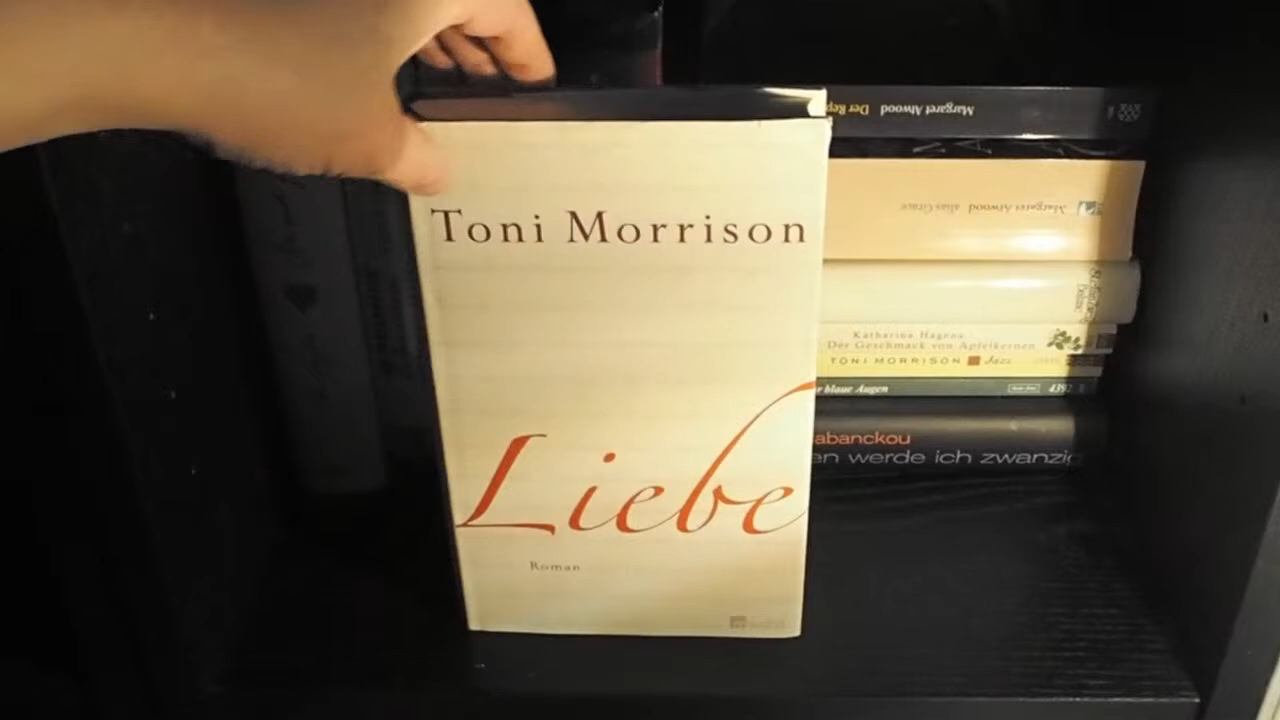 Toni Morrison
Liebe
Roman
Margaret Atwood Der Rep
Margaret Atwood alias Grace
Katharina Hagena
Der Geschmack von Apfelkernen
TONI MORRISON Jazz
r blaue Augen
abanckou
en werde ich zwanzig